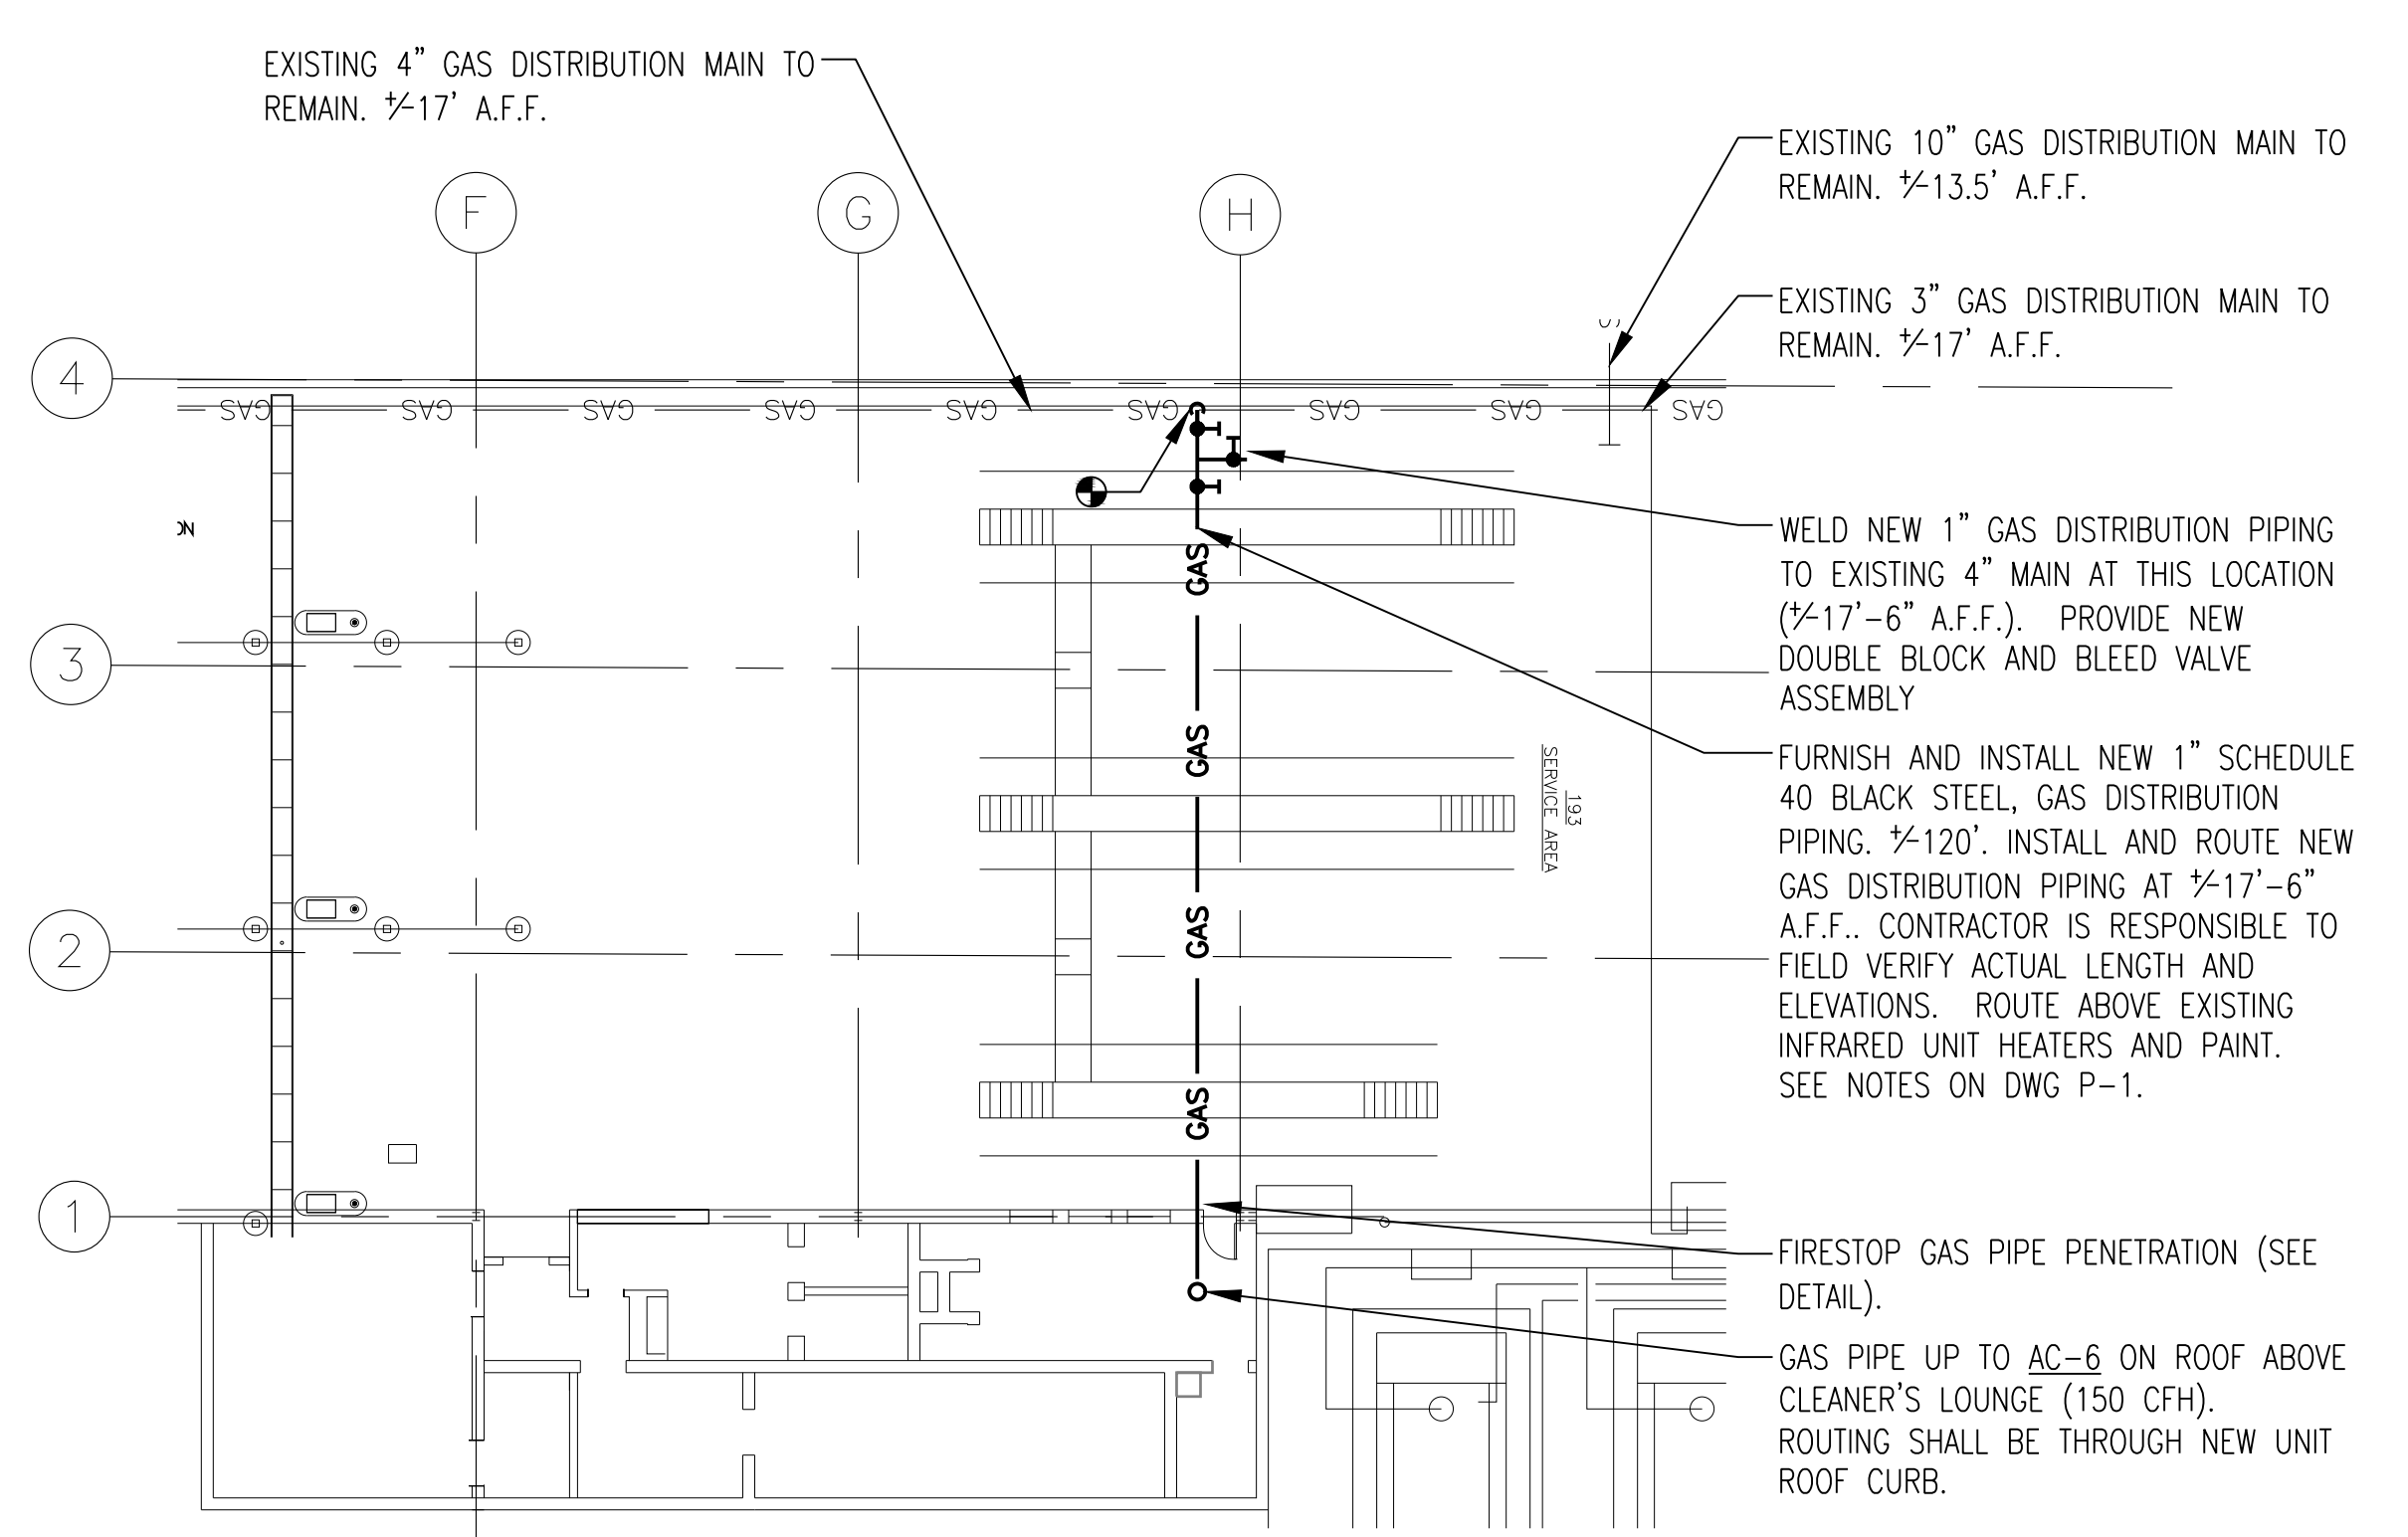 EXISTING 4" GAS DISTRIBUTION MAIN TO
REMAIN. +/-17' A.F.F.
EXISTING 10" GAS DISTRIBUTION MAIN TO
REMAIN. +/-13.5' A.F.F.
F
G
H
EXISTING 3" GAS DISTRIBUTION MAIN TO
REMAIN. +/-17' A.F.F.
S
4
GAS GAS GAS GAS GAS GAS GAS GAS GAS
WELD NEW 1" GAS DISTRIBUTION PIPING
TO EXISTING 4" MAIN AT THIS LOCATION
(+/-17'-6" A.F.F.). PROVIDE NEW
DOUBLE BLOCK AND BLEED VALVE
ASSEMBLY
ON
GAS
3
GAS
193
SERVICE AREA
FURNISH AND INSTALL NEW 1" SCHEDULE
40 BLACK STEEL, GAS DISTRIBUTION
PIPING. +/-120'. INSTALL AND ROUTE NEW
GAS DISTRIBUTION PIPING AT +/-17'-6"
A.F.F.. CONTRACTOR IS RESPONSIBLE TO
FIELD VERIFY ACTUAL LENGTH AND
ELEVATIONS. ROUTE ABOVE EXISTING
INFRARED UNIT HEATERS AND PAINT.
SEE NOTES ON DWG P-1.
GAS
2
GAS
1
FIRESTOP GAS PIPE PENETRATION (SEE
DETAIL).
GAS PIPE UP TO AC-6 ON ROOF ABOVE
CLEANER'S LOUNGE (150 CFH).
ROUTING SHALL BE THROUGH NEW UNIT
ROOF CURB.